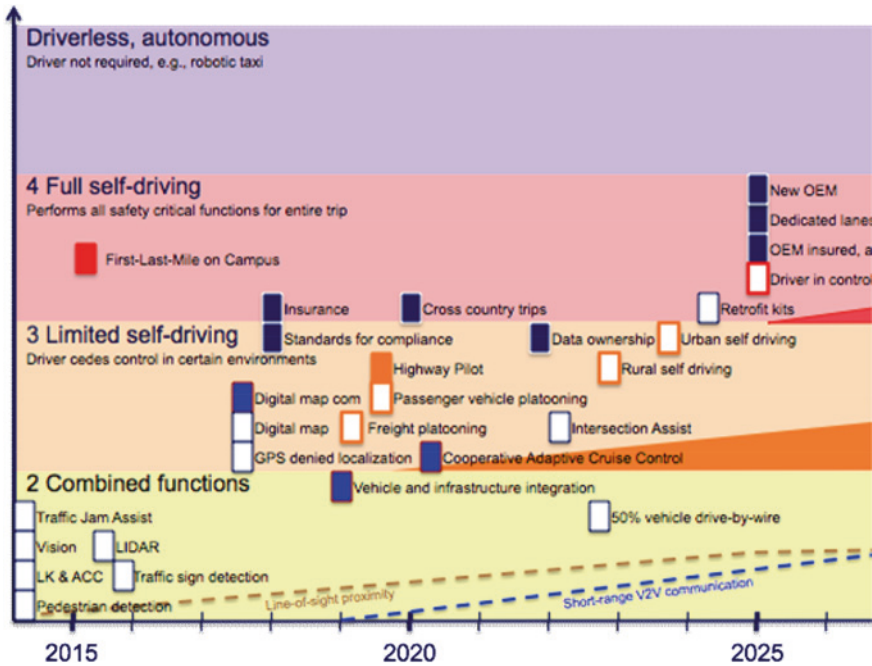 Driverless, autonomous
Driver not required, e.g., robotic taxi
4 Full self-driving
Performs all safety critical functions for entire trip
New OEM
Dedicated lanes
OEM insured, a
First-Last-Mile on Campus
Driver in control
Insurance
Cross country trips
Retrofit kits
3 Limited self-driving
Standards for compliance
Data ownership
Urban self driving
Driver cedes control in certain environments
Highway Pilot
Rural self driving
Digital map com
Passenger vehicle platooning
Digital map
Freight platooning
Intersection Assist
GPS denied localization
Cooperative Adaptive Cruise Control
2 Combined functions
Vehicle and infrastructure integration
Traffic Jam Assist
50% vehicle drive-by-wire
Vision
LIDAR
LK & ACC
Traffic sign detection
Pedestrian detection
Line-of-sight proximity
Short-range V2V communication
2015
2020
2025